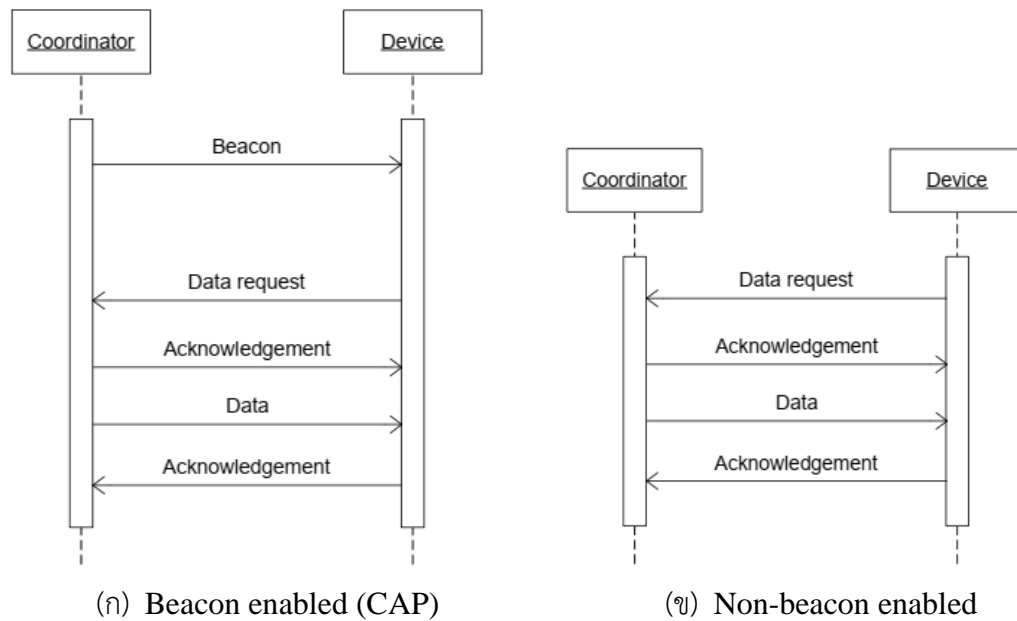 Coordinator
Device
Beacon
Data request
Acknowledgement
Data
Acknowledgement
(ก) Beacon enabled (CAP)
Coordinator
Device
Data request
Acknowledgement
Data
Acknowledgement
(ข) Non-beacon enabled